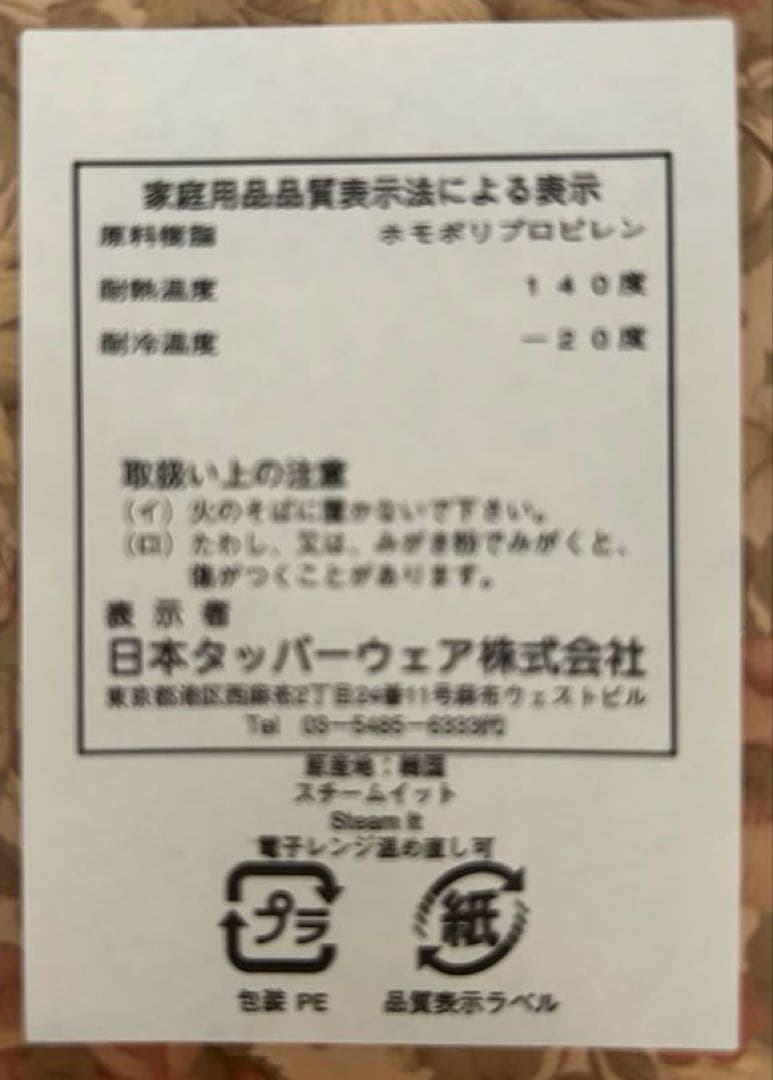 家庭用品品質表示法による表示
原料樹脂 ホモポリプロピレン
耐熱温度 140度
耐冷温度 −20度
取扱い上の注意
(イ) 火のそばに置かないで下さい。
(ロ) たわし、又は、みがき粉でみがくと、
傷がつくことがあります。
表示者
日本タッパーウェア株式会社
東京都港区西麻布2丁目24番11号麻布ウェストビル
Tel 03−5485−6333代
原産地:韓国
スチームイット
Steam It
電子レンジ温め直し可
プラ 紙
包装 PE 品質表示ラベル